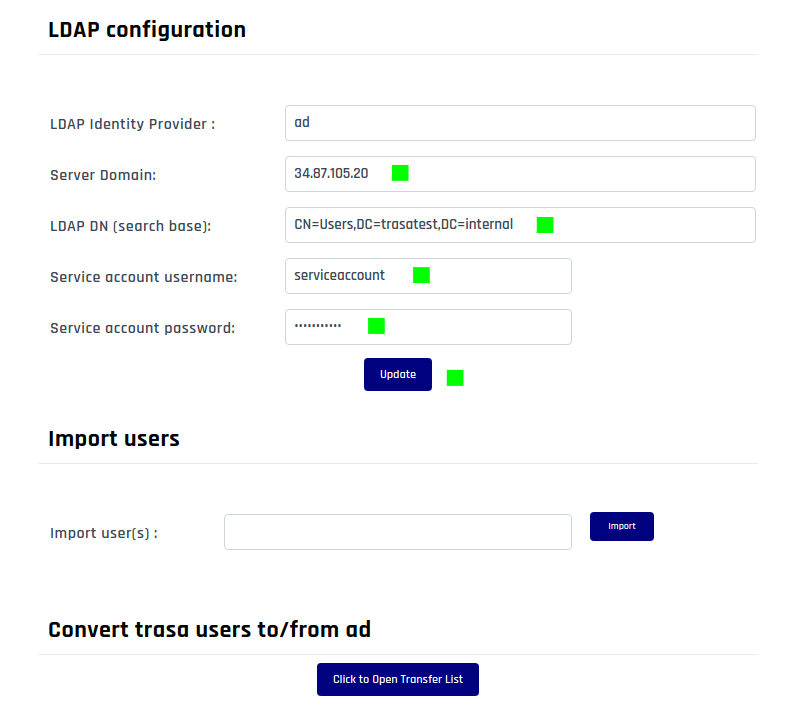 LDAP configuration
LDAP Identity Provider : ad
Server Domain: 34.87.105.20
LDAP DN (search base): CN=Users,DC=trasatest,DC=internal
Service account username: serviceaccount
Service account password: •••••••••••
Update
Import users
Import user(s) : Import
Convert trasa users to/from ad
Click to Open Transfer List